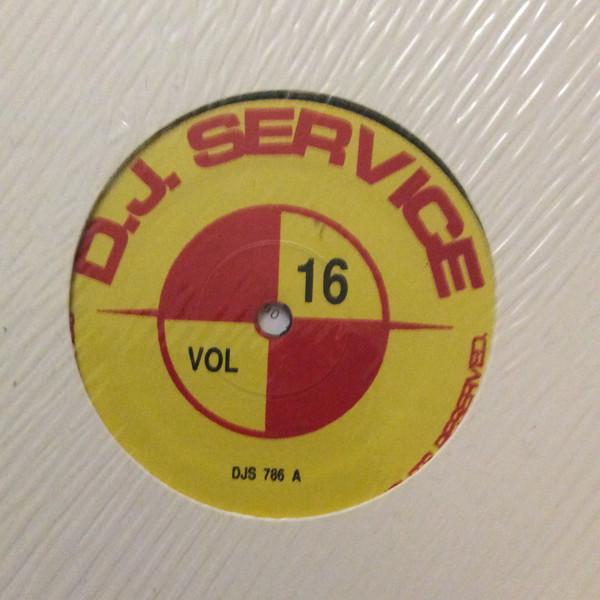 D.J. SERVICE
16
VOL
DJS 786 A